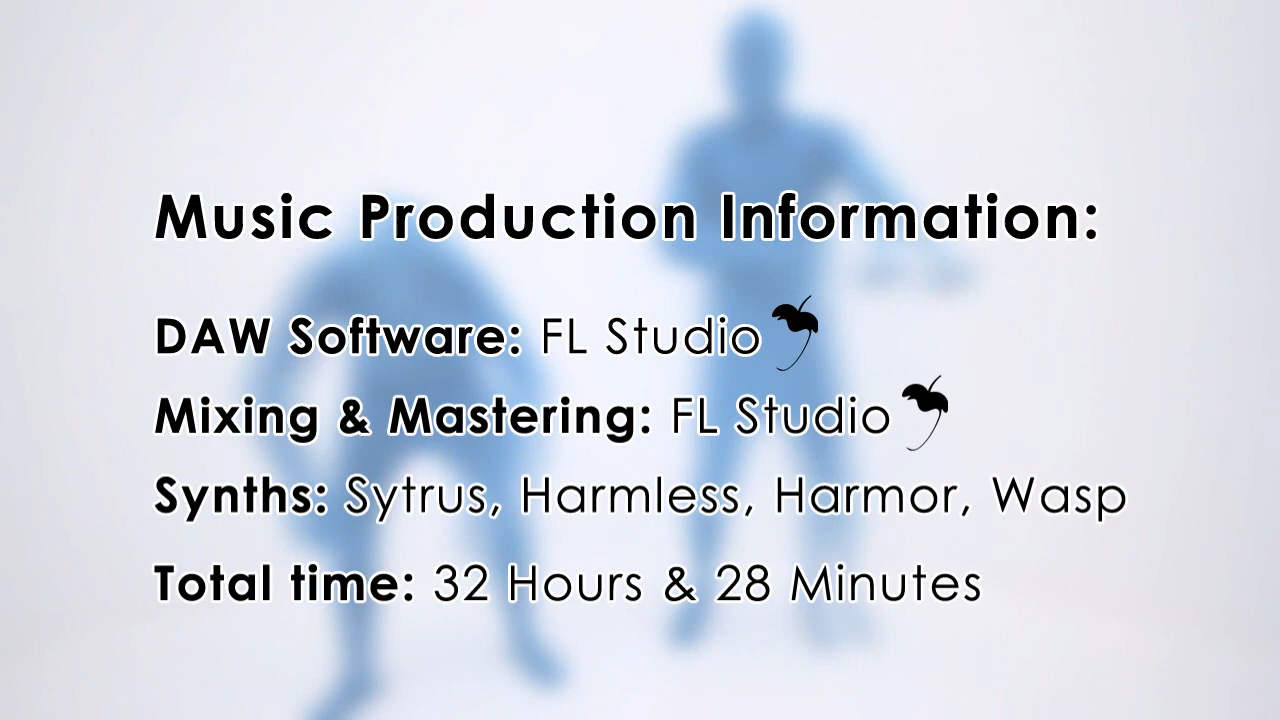 Music Production Information:
DAW Software: FL Studio
Mixing & Mastering: FL Studio
Synths: Sytrus, Harmless, Harmor, Wasp
Total time: 32 Hours & 28 Minutes